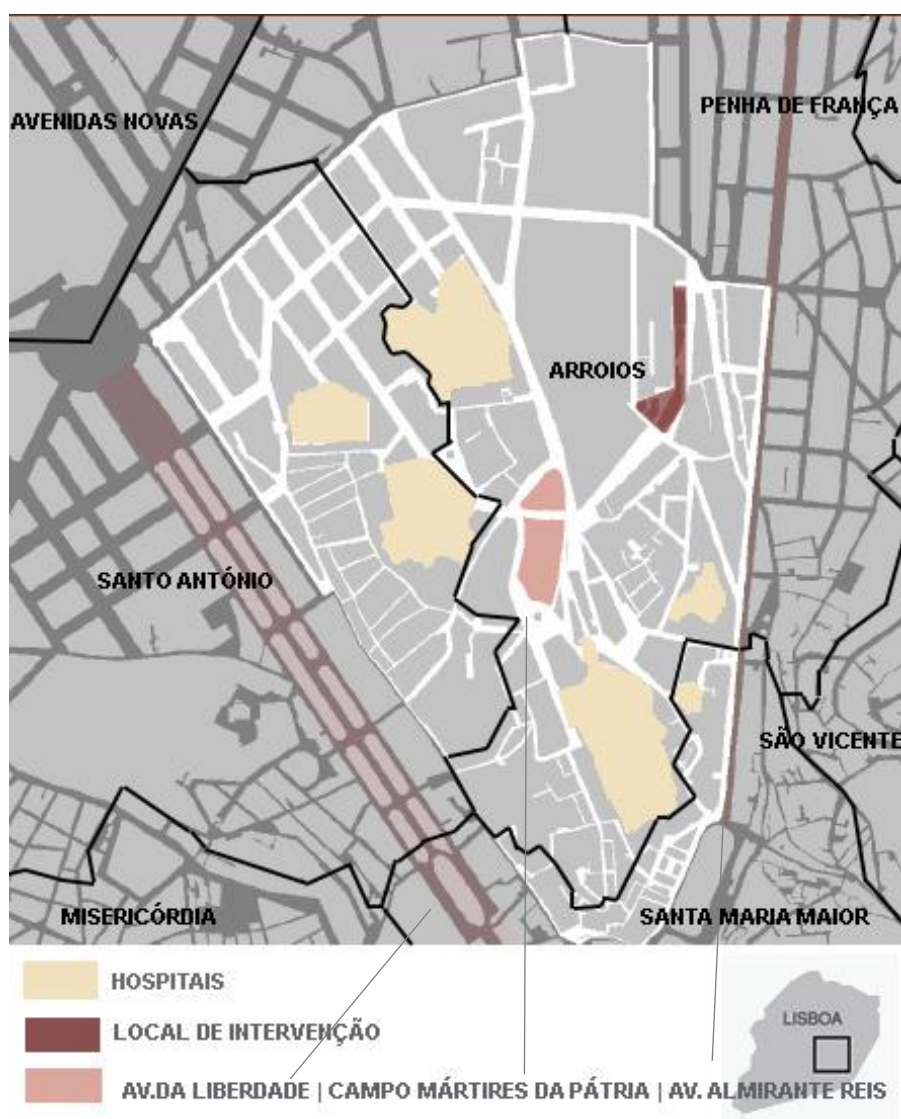 AVENIDAS NOVAS
PENHA DE FRANÇA
ARROIOS
SANTO ANTÓNIO
SÃO VICENTE
MISERICÓRDIA
SANTA MARIA MAIOR
HOSPITAIS
LOCAL DE INTERVENÇÃO
AV.DA LIBERDADE | CAMPO MÁRTIRES DA PÁTRIA | AV. ALMIRANTE REIS
LISBOA